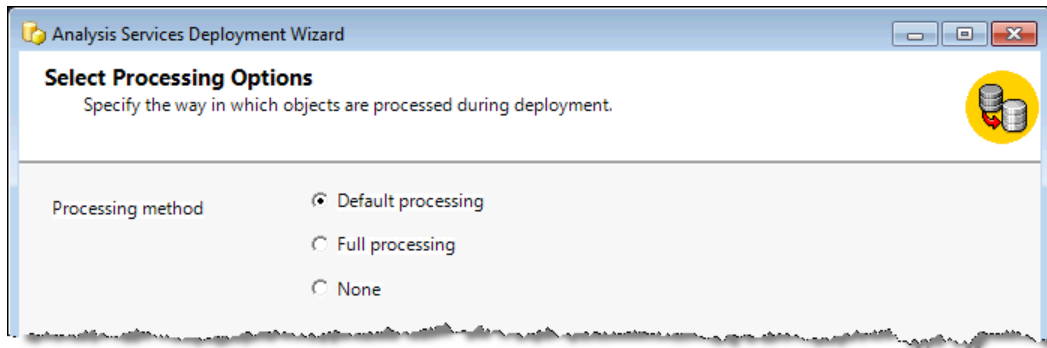 Analysis Services Deployment Wizard
Select Processing Options
Specify the way in which objects are processed during deployment.
Processing method
Default processing
Full processing
None